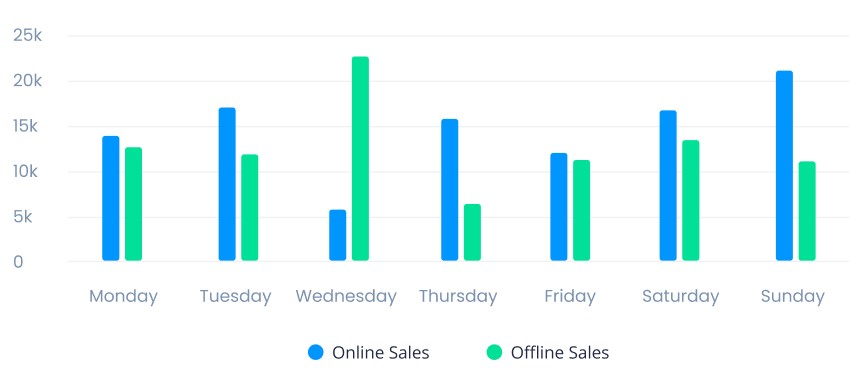 25k
20k
15k
10k
5k
0
Monday Tuesday Wednesday Thursday Friday Saturday Sunday
Online Sales Offline Sales